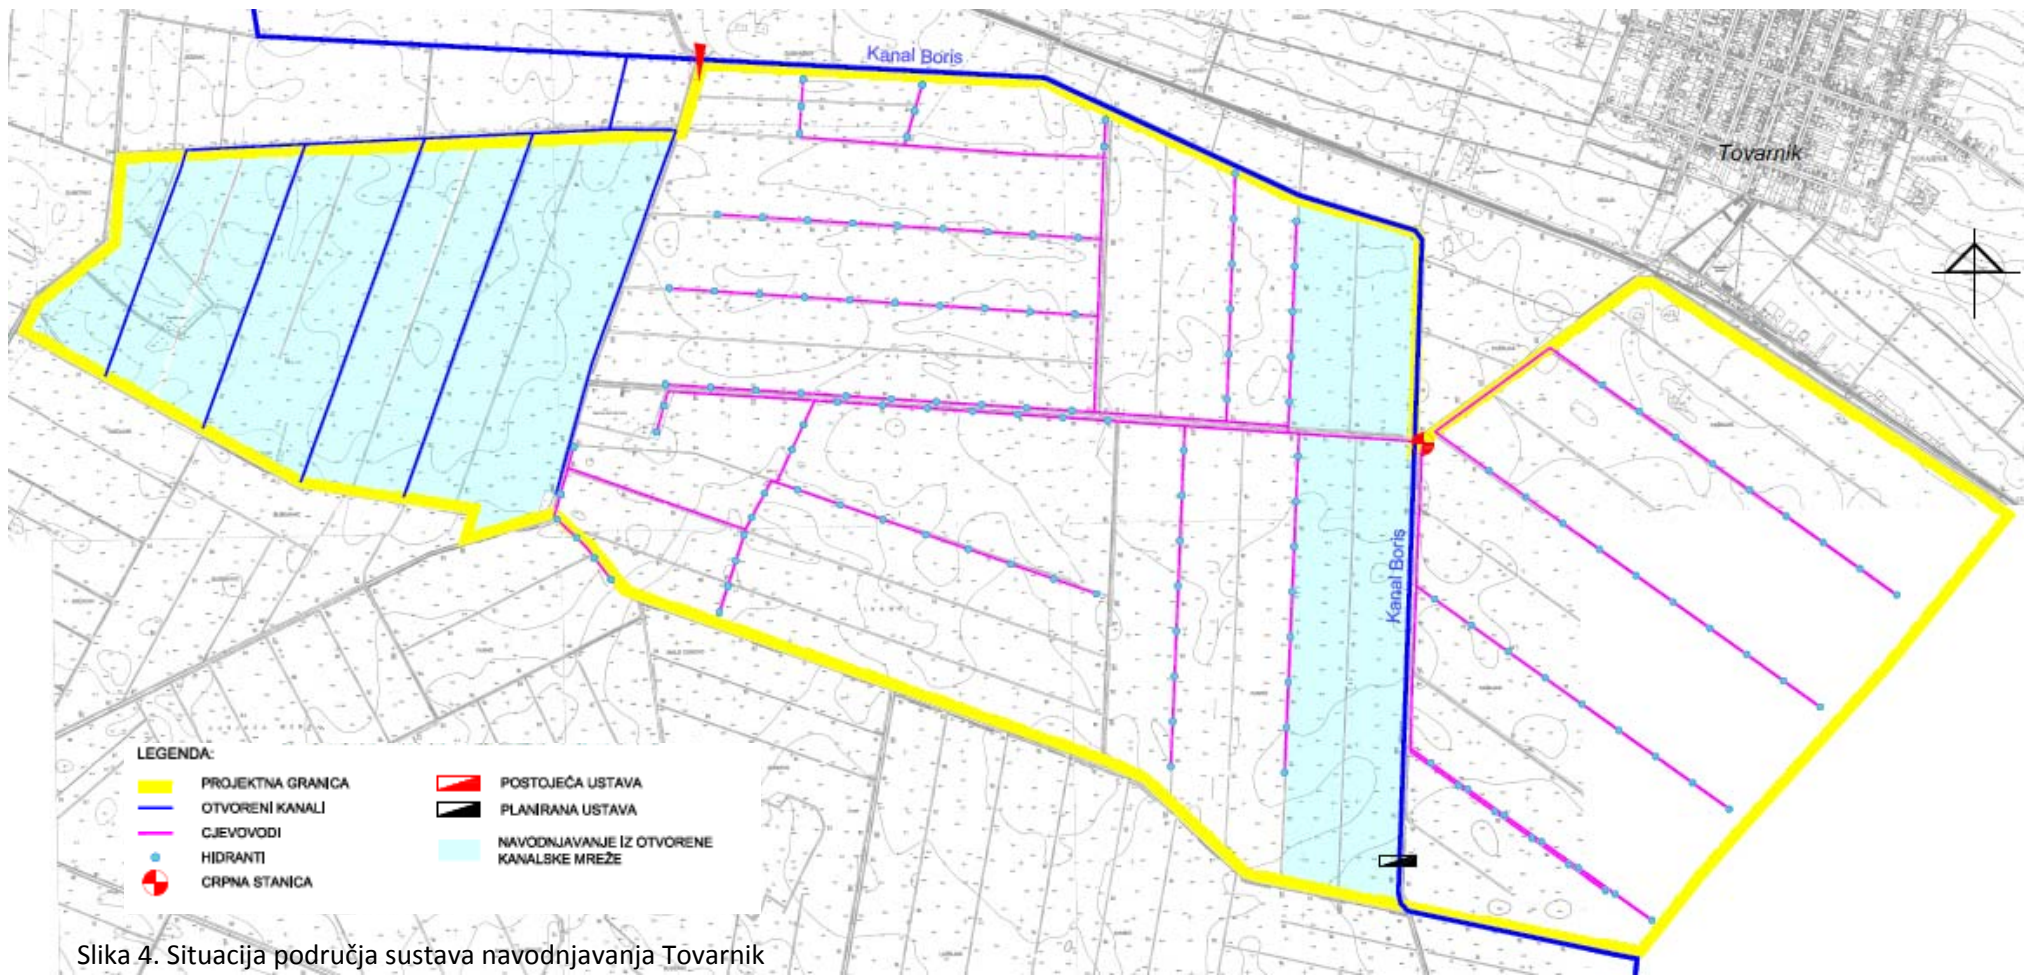 Kanal Boris
Tovarnik
Kanal Boris
LEGENDA:
PROJEKTNA GRANICA
OTVORENI KANALI
CJEVOVODI
HIDRANTI
CRPNA STANICA
POSTOJEĆA USTAVA
PLANIRANA USTAVA
NAVODNJAVANJE IZ OTVORENE
KANALSKE MREŽE
Slika 4. Situacija područja sustava navodnjavanja Tovarnik